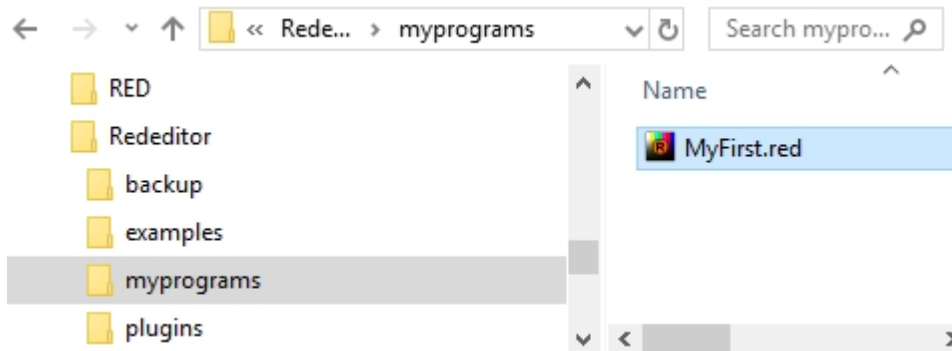 « Rede... > myprograms
Search mypro...
RED
Rededitor
backup
examples
myprograms
plugins
Name
MyFirst.red